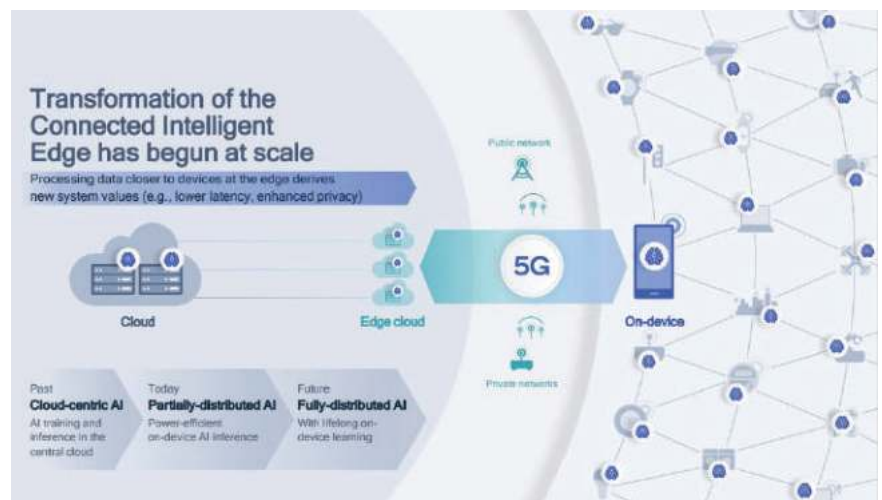 Transformation of the
Connected Intelligent
Edge has begun at scale
Processing data closer to devices at the edge derives
new system values (e.g., lower latency, enhanced privacy)
Public network
5G
Cloud
Edge cloud
On-device
Private networks
Past
Cloud-centric AI
AI training and
inference in the
central cloud
Today
Partially-distributed AI
Power-efficient
on-device AI inference
Future
Fully-distributed AI
With lifelong on-
device learning